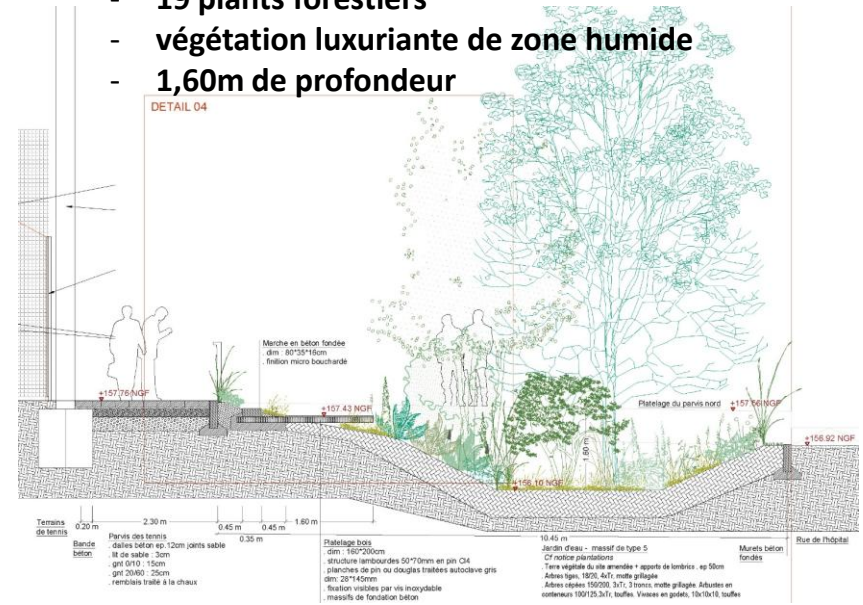 - 19 plants forestiers
- végétation luxuriante de zone humide
- 1,60m de profondeur
DETAIL 04
Marche en béton fondée
. dim : 80*35*16cm
. finition micro bouchardé
+157.76 NGF
+157.43 NGF
Platelage du parvis nord
+157.66 NGF
+156.92 NGF
1.60 m
+156.10 NGF
Terrains de tennis
0.20 m
2.30 m
0.45 m
0.45 m
1.60 m
0.35 m
10.45 m
Rue de l'hôpital
Bande béton
Parvis des tennis
. dalles béton ep.12cm joints sable
. lit de sable : 3cm
. gnt 0/10 : 15cm
. gnt 20/60 : 25cm
. remblais traité à la chaux
Platelage bois
. dim : 160*200cm
. structure lambourdes 50*70mm en pin Cl4
. planches de pin ou douglas traitées autoclave gris
dim: 28*145mm
. fixation visibles par vis inoxydable
. massifs de fondation béton
Jardin d'eau - massif de type 5
Cf notice plantations
. Terre végétale du site amendée + apports de lombrics . ep 50cm
. Arbres tiges, 18/20, 4xTr, motte grillagée
. Arbres cépées 150/200, 3xTr, 3 troncs, motte grillagée. Arbustes en
conteneurs 100/125,3xTr, touffes. Vivaces en godets, 10x10x10, touffes
Murets béton
fondés